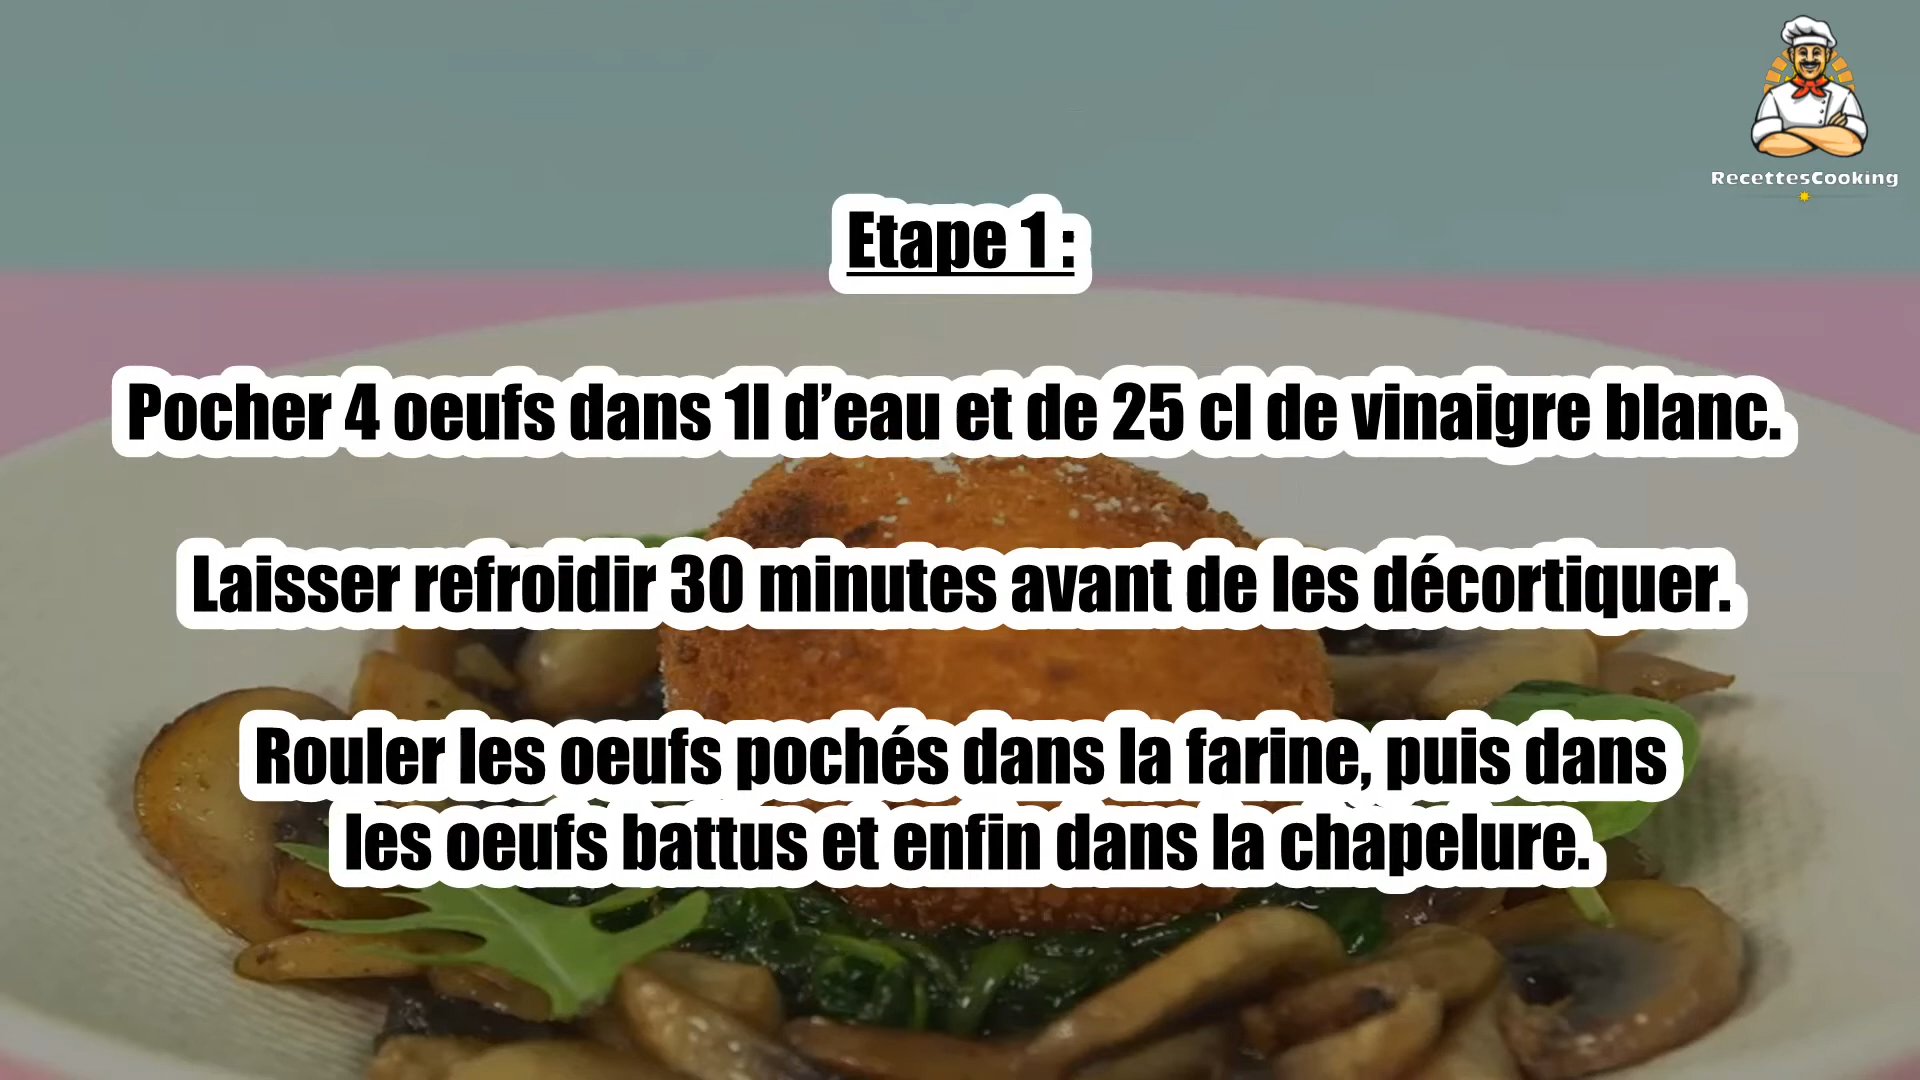 RecettesCooking
Etape 1 :
Pocher 4 oeufs dans 1l d’eau et de 25 cl de vinaigre blanc.
Laisser refroidir 30 minutes avant de les décortiquer.
Rouler les oeufs pochés dans la farine, puis dans
les oeufs battus et enfin dans la chapelure.